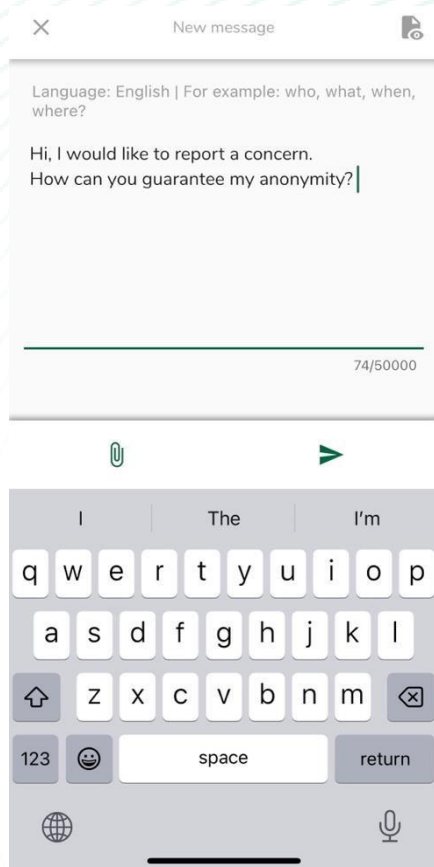 New message
Language: English | For example: who, what, when,
where?
Hi, I would like to report a concern.
How can you guarantee my anonymity?
74/50000
I The I'm
q w e r t y u i o p
a s d f g h j k l
z x c v b n m
123 space return